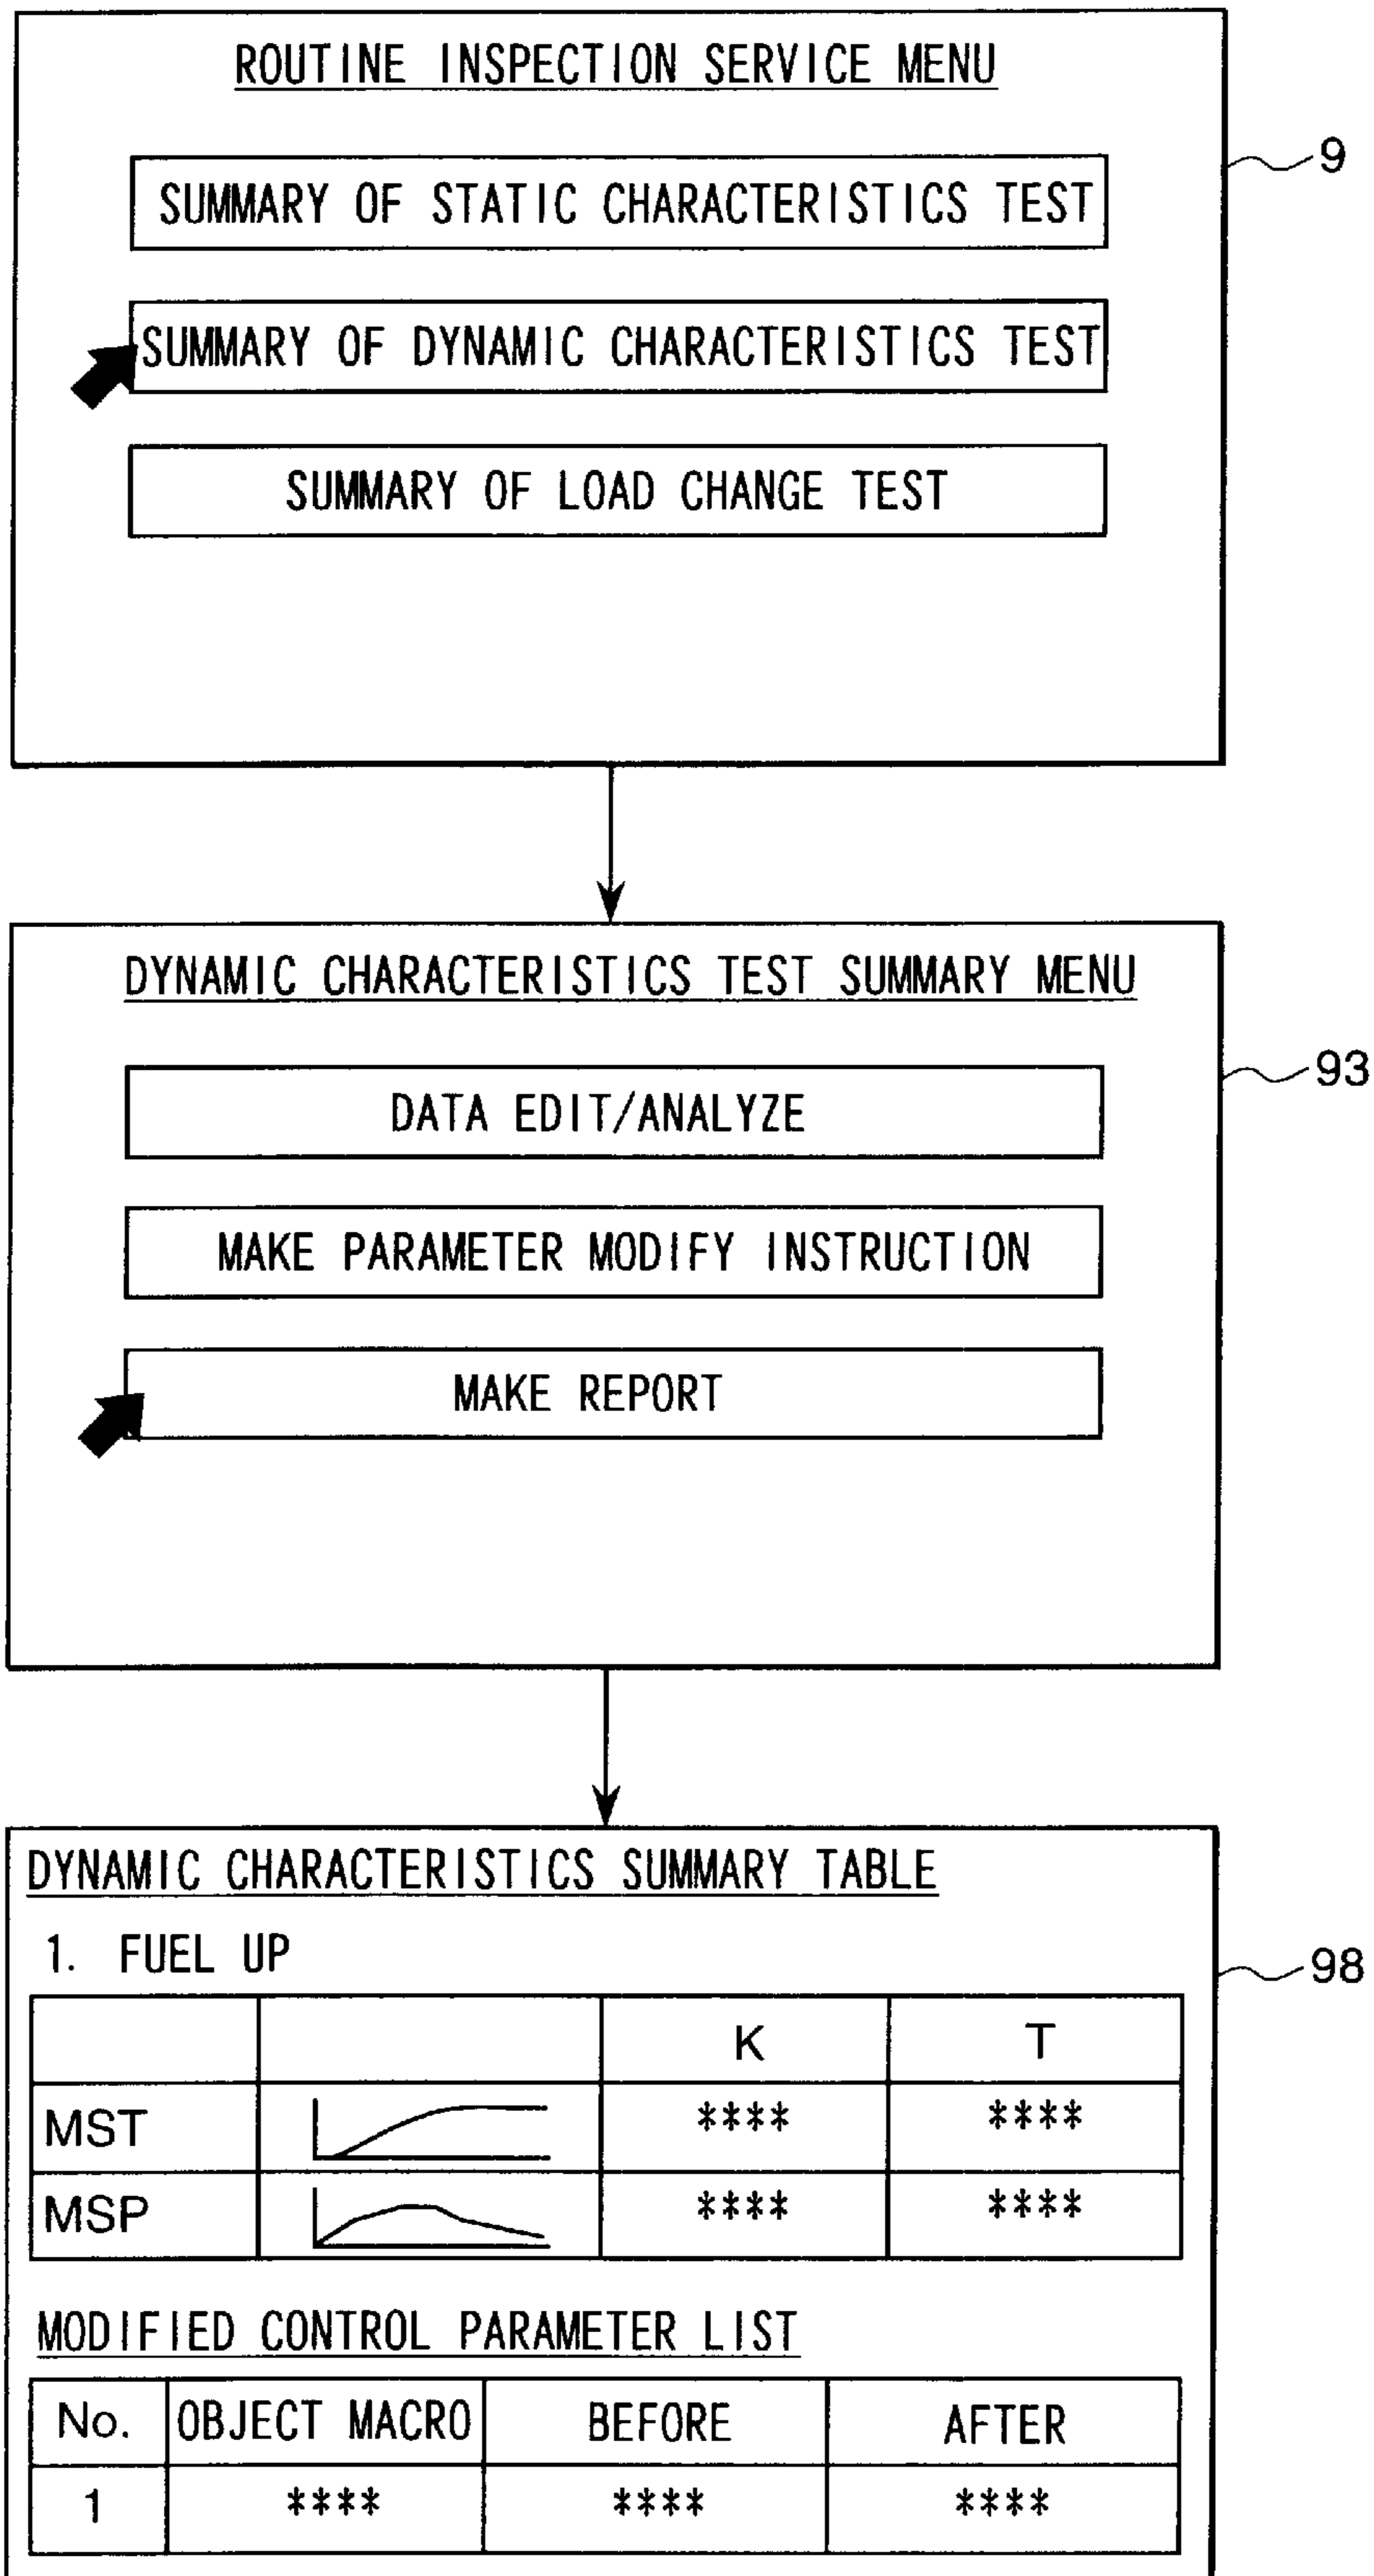 ROUTINE INSPECTION SERVICE MENU
9
SUMMARY OF STATIC CHARACTERISTICS TEST
SUMMARY OF DYNAMIC CHARACTERISTICS TEST
SUMMARY OF LOAD CHANGE TEST
DYNAMIC CHARACTERISTICS TEST SUMMARY MENU
93
DATA EDIT/ANALYZE
MAKE PARAMETER MODIFY INSTRUCTION
MAKE REPORT
DYNAMIC CHARACTERISTICS SUMMARY TABLE
1. FUEL UP
98
K T
MST **** ****
MSP **** ****
MODIFIED CONTROL PARAMETER LIST
No. OBJECT MACRO BEFORE AFTER
1 **** **** ****